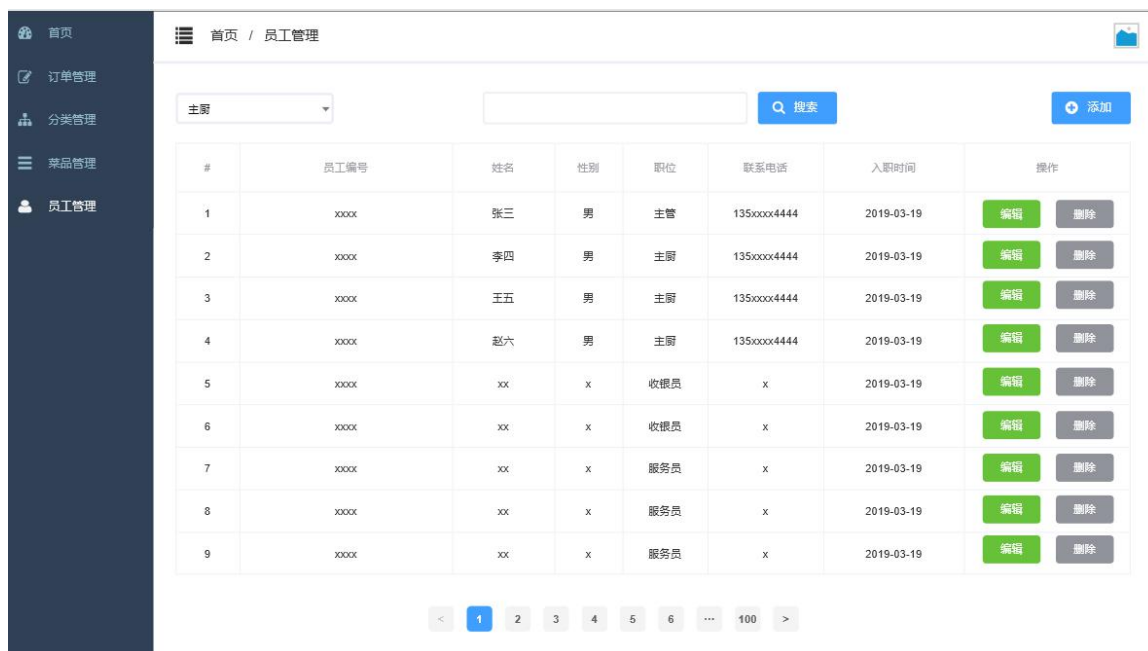 首页
订单管理
分类管理
菜品管理
员工管理
首页 / 员工管理
主厨 搜索 添加
# 员工编号 姓名 性别 职位 联系电话 入职时间 操作
1 xxxx 张三 男 主管 135xxxx4444 2019-03-19 编辑 删除
2 xxxx 李四 男 主厨 135xxxx4444 2019-03-19 编辑 删除
3 xxxx 王五 男 主厨 135xxxx4444 2019-03-19 编辑 删除
4 xxxx 赵六 男 主厨 135xxxx4444 2019-03-19 编辑 删除
5 xxxx xx x 收银员 x 2019-03-19 编辑 删除
6 xxxx xx x 收银员 x 2019-03-19 编辑 删除
7 xxxx xx x 服务员 x 2019-03-19 编辑 删除
8 xxxx xx x 服务员 x 2019-03-19 编辑 删除
9 xxxx xx x 服务员 x 2019-03-19 编辑 删除
< 1 2 3 4 5 6 ··· 100 >